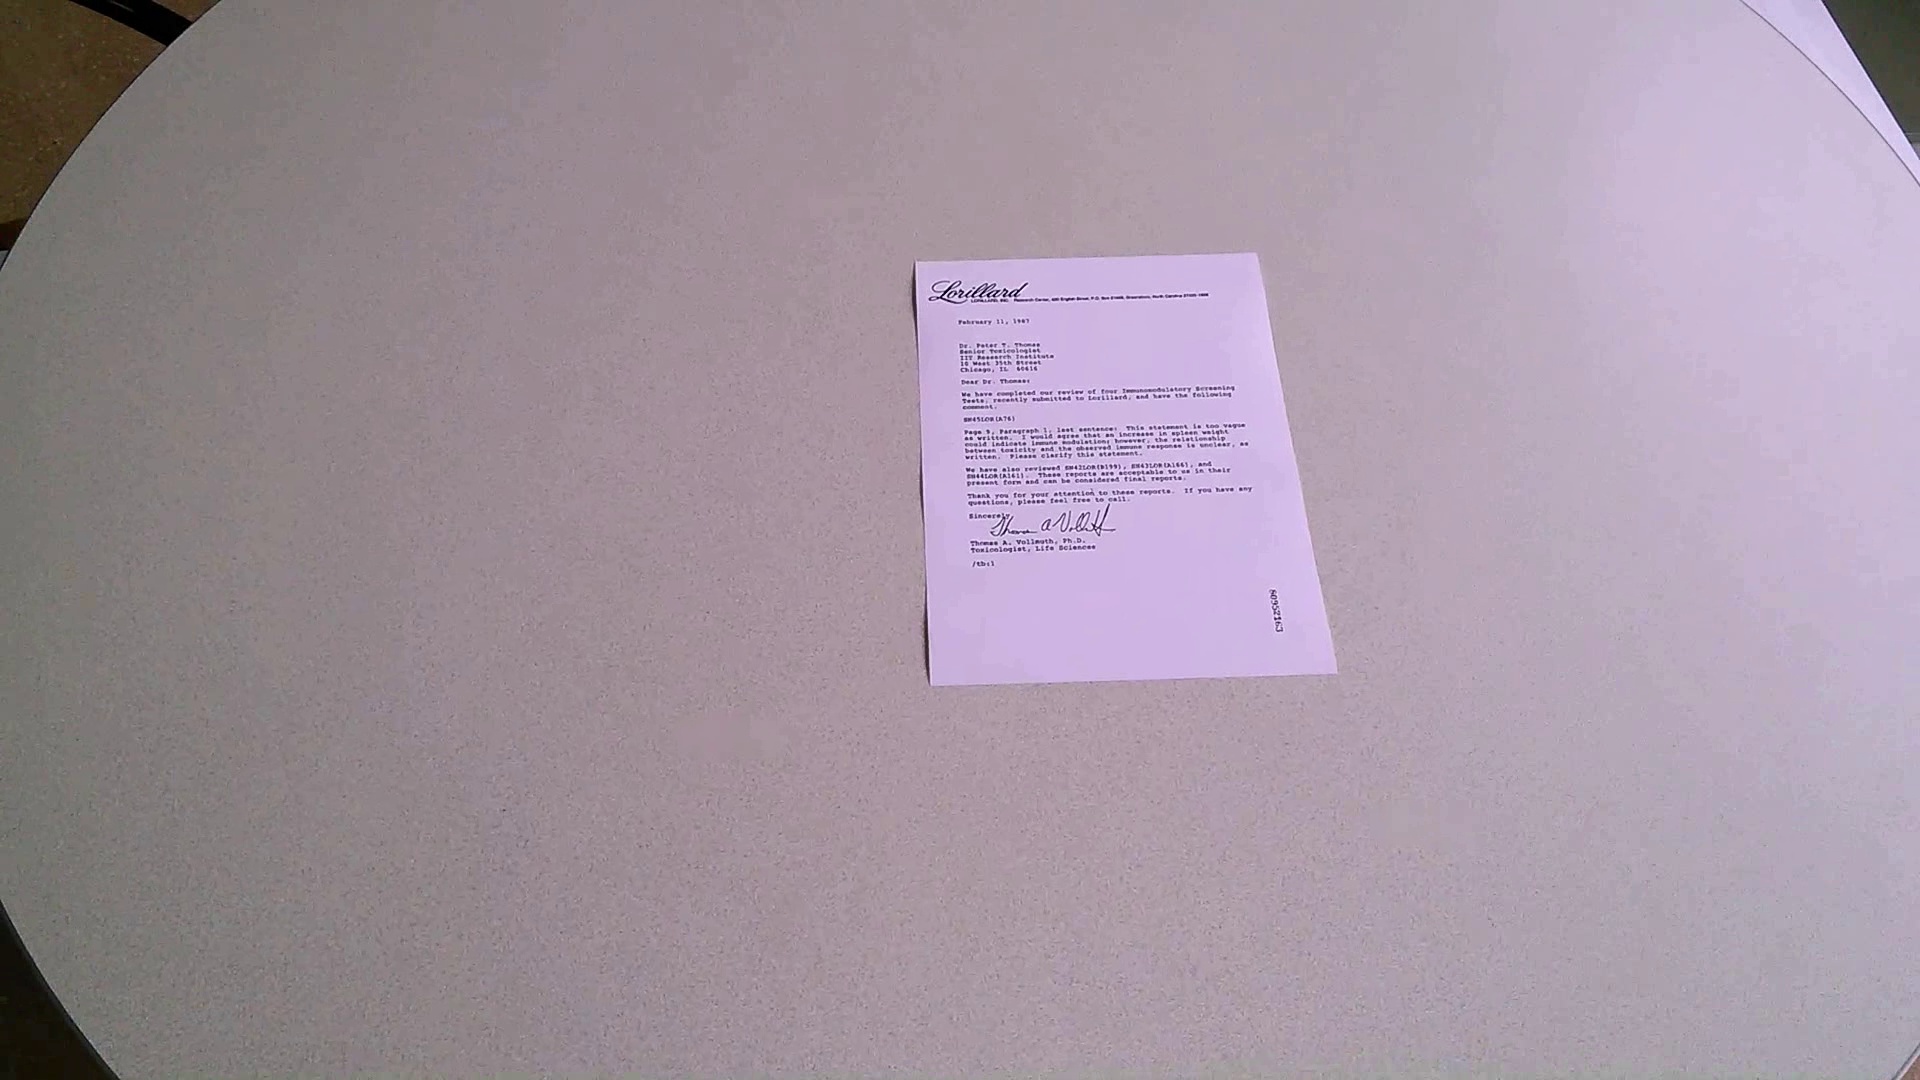 Lorillard
LORILLARD, INC. Research Center, 420 English Street, P.O. Box 21688, Greensboro, North Carolina 27420-1688
February 11, 1987
Dr. Peter T. Thomas
Senior Toxicologist
IIT Research Institute
10 West 35th Street
Chicago, IL 60616
Dear Dr. Thomas:
We have completed our review of four Immunomodulatory Screening
Tests, recently submitted to Lorillard, and have the following
comment.
SN45LOR(A76)
Page 9, Paragraph 1, last sentence: This statement is too vague
as written. I would agree that an increase in spleen weight
could indicate immune modulation; however, the relationship
between toxicity and the observed immune response is unclear, as
written. Please clarify this statement.
We have also reviewed SN42LOR(B199), SN43LOR(A166), and
SN44LOR(A161). These reports are acceptable to us in their
present form and can be considered final reports.
Thank you for your attention to these reports. If you have any
questions, please feel free to call.
Sincerely,
Thomas A Vollmuth
Thomas A. Vollmuth, Ph.D.
Toxicologist, Life Sciences
/tb:1
80952163